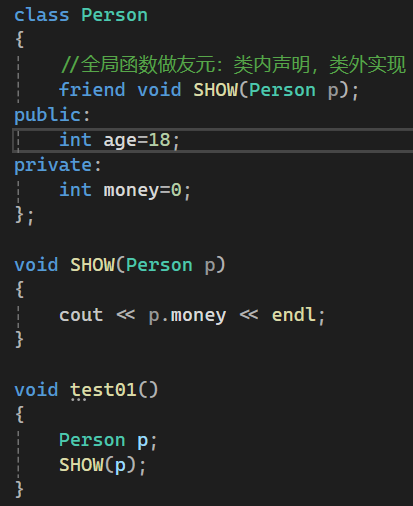 class Person
{
    //全局函数做友元：类内声明，类外实现
    friend void SHOW(Person p);
public:
    int age=18;
private:
    int money=0;
};

void SHOW(Person p)
{
    cout << p.money << endl;
}

void test01()
{
    Person p;
    SHOW(p);
}